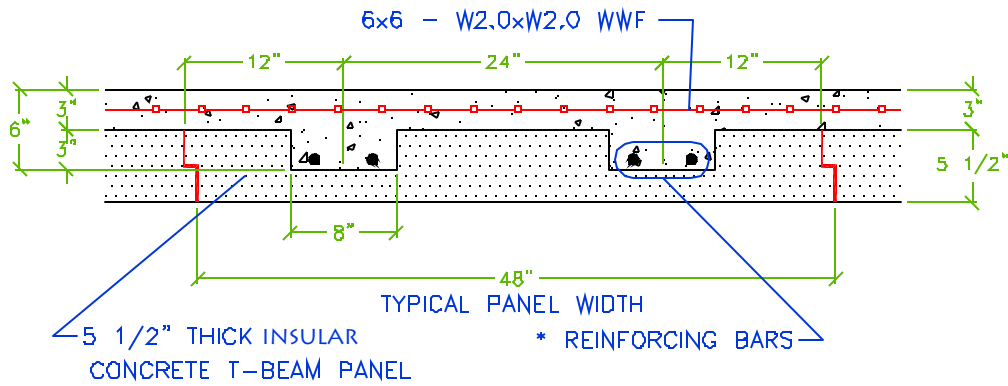 6x6 - W2.0xW2.0 WWF
12"
24"
12"
3"
6"
3"
3"
5 1/2"
8"
48"
TYPICAL PANEL WIDTH
5 1/2" THICK INSULAR
CONCRETE T-BEAM PANEL
* REINFORCING BARS